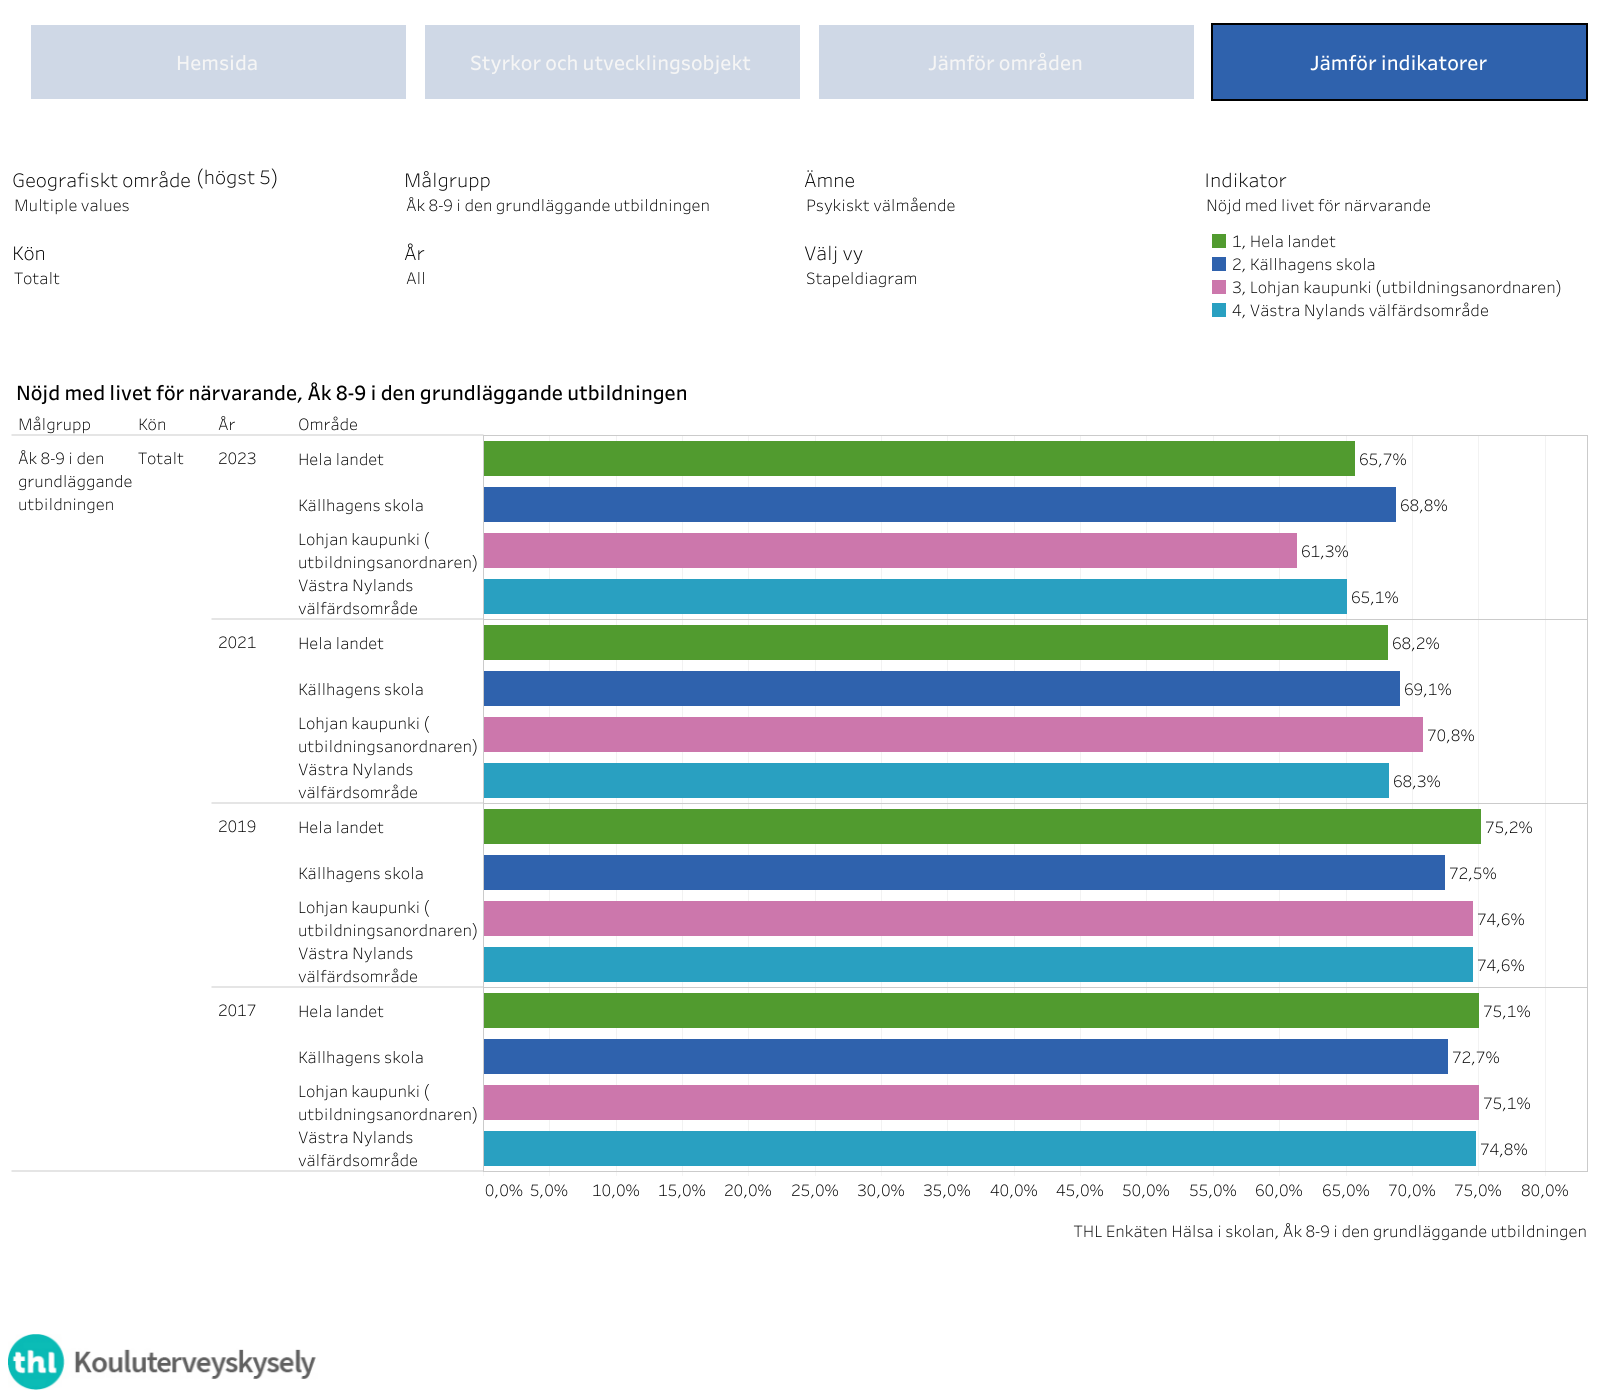 Hemsida
Styrkor och utvecklingsobjekt
Jämför områden
Jämför indikatorer
Geografiskt område (högst 5)
Multiple values
Målgrupp
Åk 8-9 i den grundläggande utbildningen
Ämne
Psykiskt välmående
Indikator
Nöjd med livet för närvarande
Kön
Totalt
År
All
Välj vy
Stapeldiagram
1, Hela landet
2, Källhagens skola
3, Lohjan kaupunki (utbildningsanordnaren)
4, Västra Nylands välfärdsområde
Nöjd med livet för närvarande, Åk 8-9 i den grundläggande utbildningen
Målgrupp Kön År Område
Åk 8-9 i den
grundläggande
utbildningen
Totalt
2023
Hela landet 65,7%
Källhagens skola 68,8%
Lohjan kaupunki (
utbildningsanordnaren) 61,3%
Västra Nylands
välfärdsområde 65,1%
2021
Hela landet 68,2%
Källhagens skola 69,1%
Lohjan kaupunki (
utbildningsanordnaren) 70,8%
Västra Nylands
välfärdsområde 68,3%
2019
Hela landet 75,2%
Källhagens skola 72,5%
Lohjan kaupunki (
utbildningsanordnaren) 74,6%
Västra Nylands
välfärdsområde 74,6%
2017
Hela landet 75,1%
Källhagens skola 72,7%
Lohjan kaupunki (
utbildningsanordnaren) 75,1%
Västra Nylands
välfärdsområde 74,8%
0,0% 5,0% 10,0% 15,0% 20,0% 25,0% 30,0% 35,0% 40,0% 45,0% 50,0% 55,0% 60,0% 65,0% 70,0% 75,0% 80,0%
THL Enkäten Hälsa i skolan, Åk 8-9 i den grundläggande utbildningen
thl Kouluterveyskysely